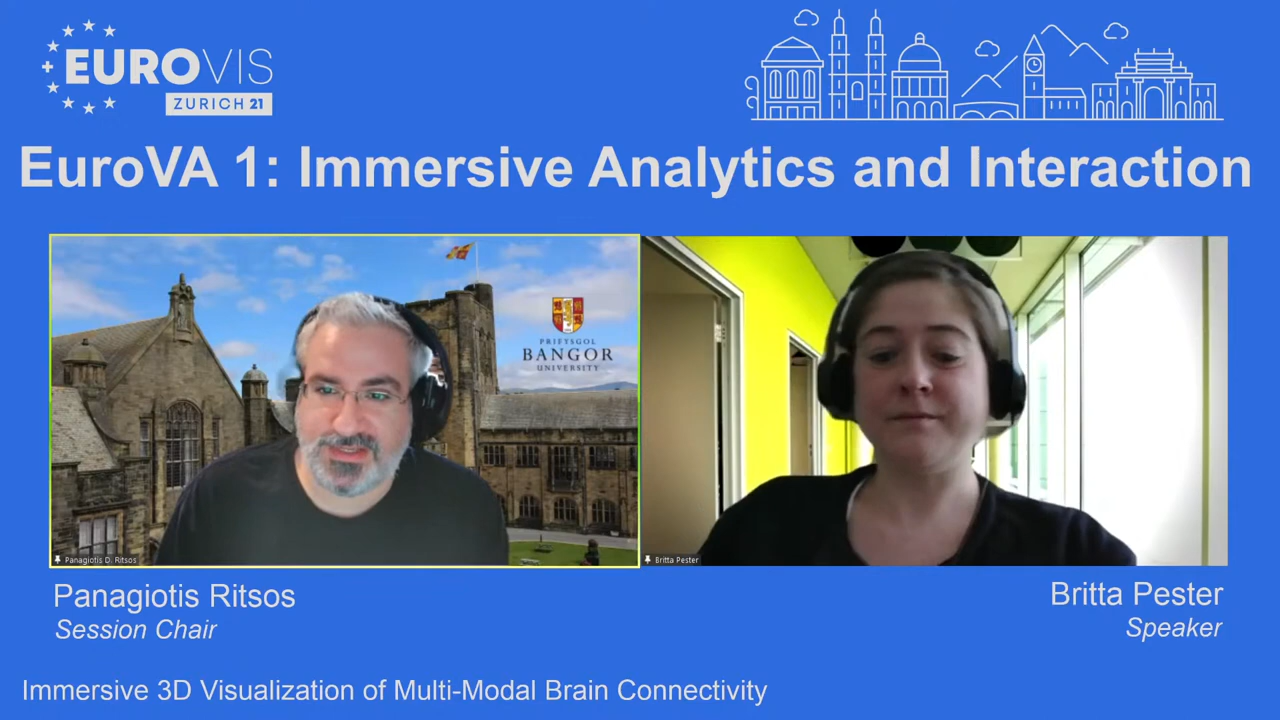 EUROVIS
ZURICH 21
EuroVA 1: Immersive Analytics and Interaction
PRIFYSGOL
BANGOR
UNIVERSITY
Panagiotis D. Ritsos
Britta Pester
Panagiotis Ritsos
Session Chair
Britta Pester
Speaker
Immersive 3D Visualization of Multi-Modal Brain Connectivity